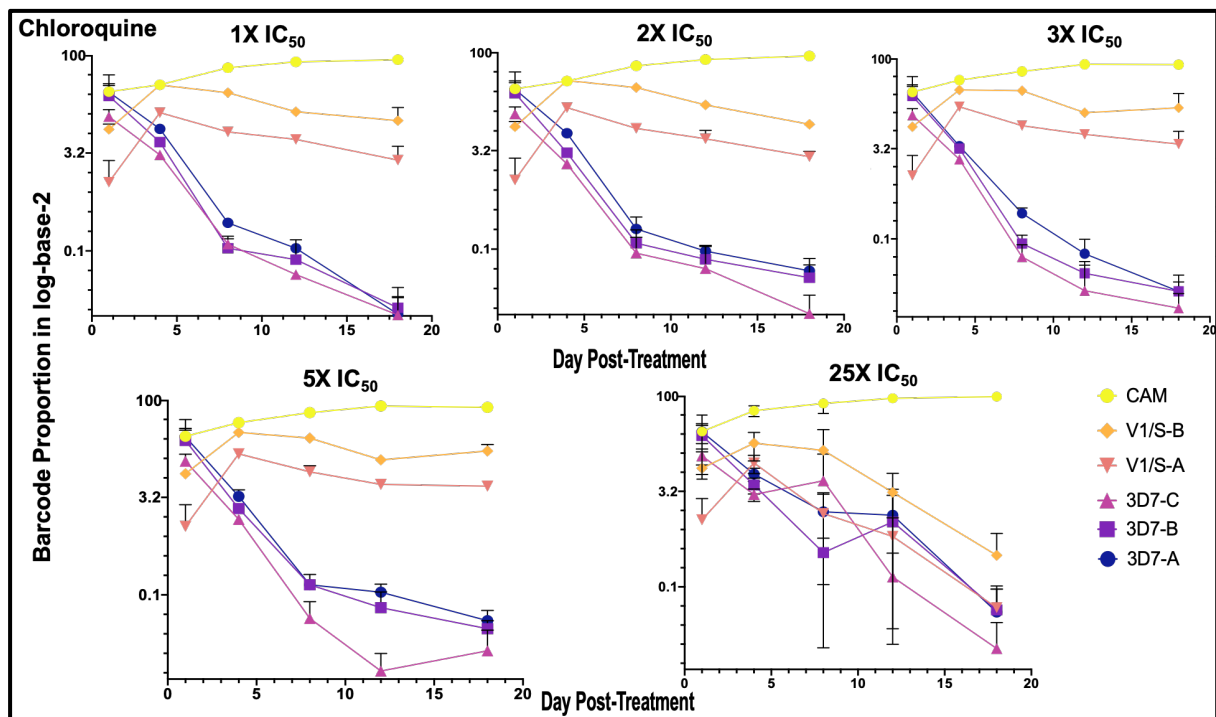 Chloroquine
1X IC50
2X IC50
3X IC50
100
3.2
0.1
0
5
10
15
20
100
3.2
0.1
0
5
10
15
20
100
3.2
0.1
0
5
10
15
20
Barcode Proportion in log-base-2
Day Post-Treatment
5X IC50
25X IC50
100
3.2
0.1
0
5
10
15
20
100
3.2
0.1
0
5
10
15
20
CAM
V1/S-B
V1/S-A
3D7-C
3D7-B
3D7-A
Day Post-Treatment